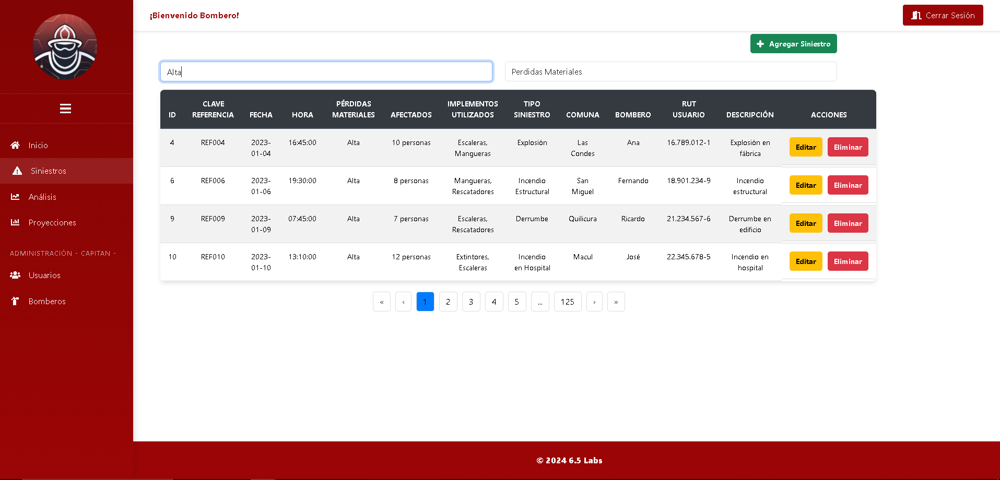 ¡Bienvenido Bombero!
Cerrar Sesión
Agregar Siniestro
Alta
Perdidas Materiales
Inicio
Siniestros
Análisis
Proyecciones
ADMINISTRACIÓN - CAPITAN -
Usuarios
Bomberos
ID CLAVE REFERENCIA FECHA HORA PÉRDIDAS MATERIALES AFECTADOS IMPLEMENTOS UTILIZADOS TIPO SINIESTRO COMUNA BOMBERO RUT USUARIO DESCRIPCIÓN ACCIONES
4 REF004 2023-01-04 16:45:00 Alta 10 personas Escaleras, Mangueras Explosión Las Condes Ana 16.789.012-1 Explosión en fábrica Editar Eliminar
6 REF006 2023-01-06 19:30:00 Alta 8 personas Mangueras, Rescatadores Incendio Estructural San Miguel Fernando 18.901.234-9 Incendio estructural Editar Eliminar
9 REF009 2023-01-09 07:45:00 Alta 7 personas Escaleras, Rescatadores Derrumbe Quilicura Ricardo 21.234.567-6 Derrumbe en edificio Editar Eliminar
10 REF010 2023-01-10 13:10:00 Alta 12 personas Extintores, Escaleras Incendio en Hospital Macul José 22.345.678-5 Incendio en hospital Editar Eliminar
« ‹ 1 2 3 4 5 ... 125 › »
© 2024 6.5 Labs